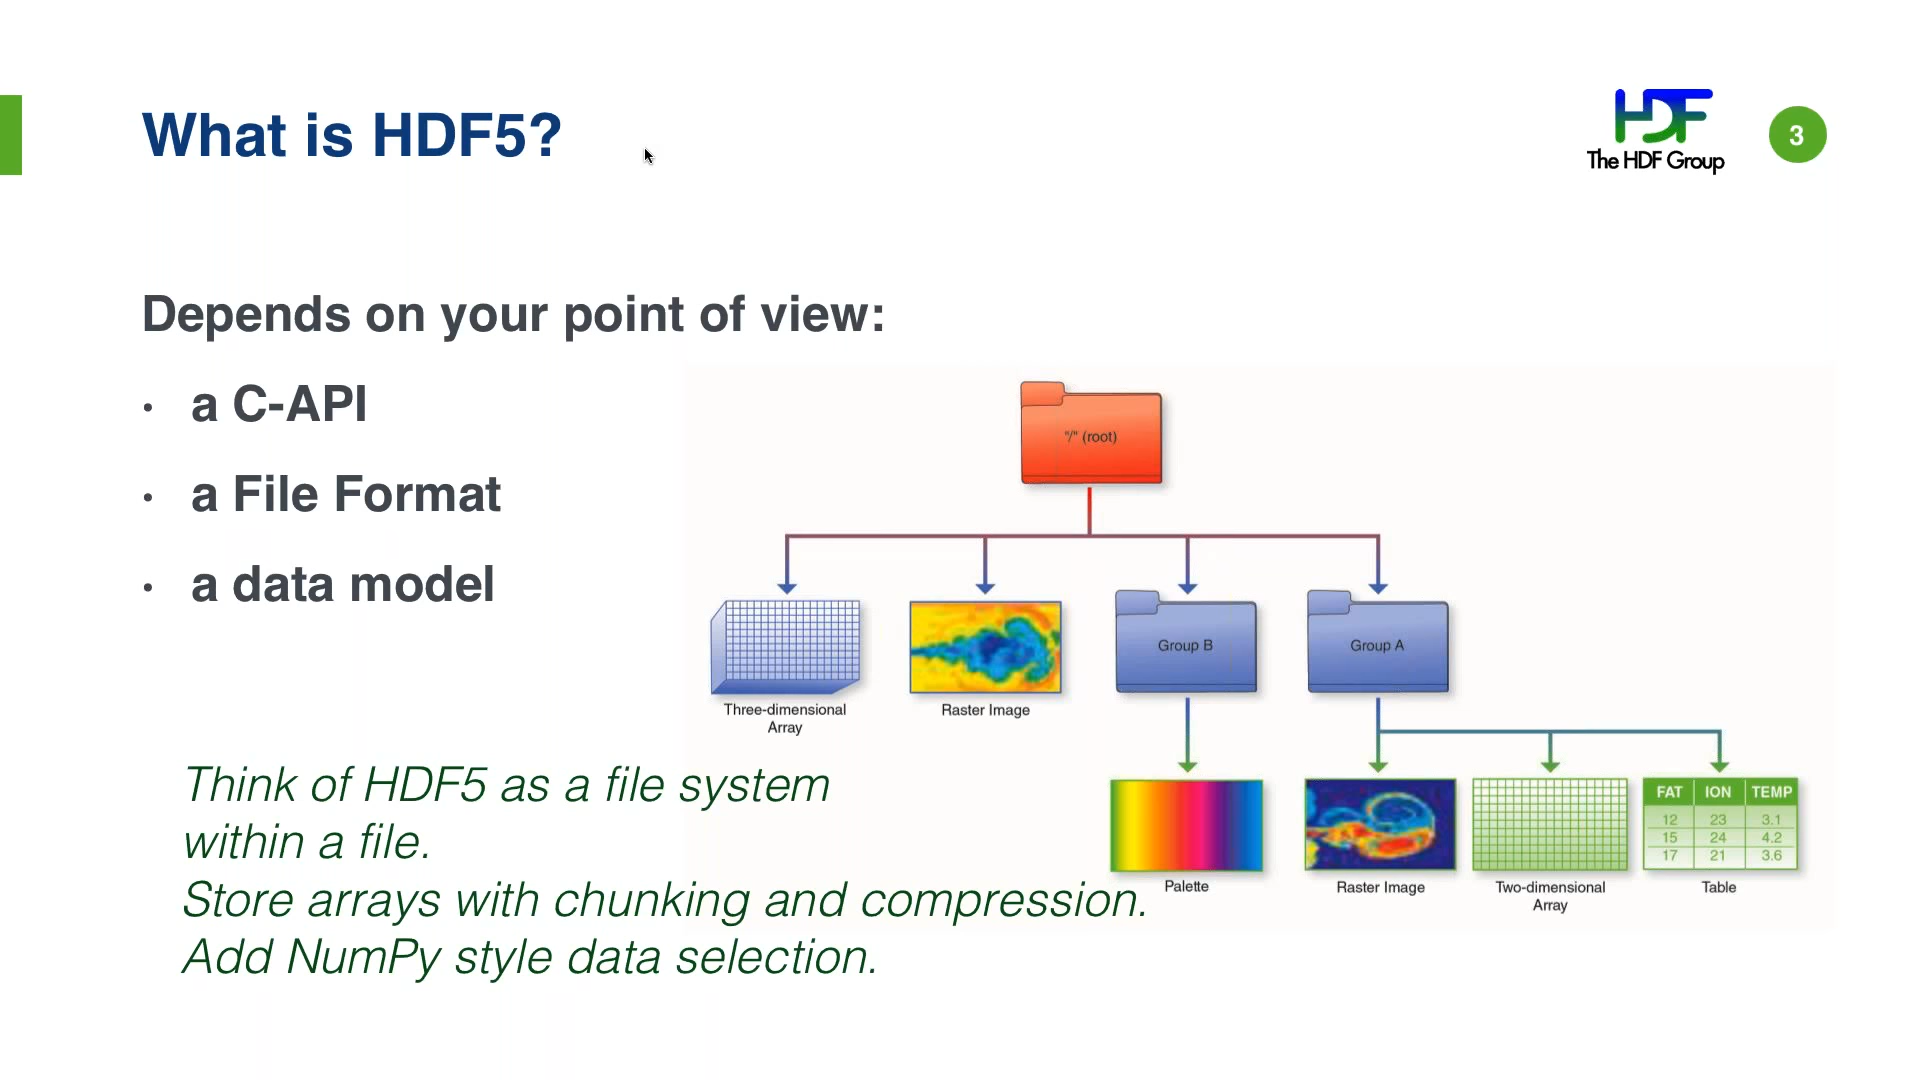 What is HDF5?
HDF
The HDF Group
3
Depends on your point of view:
• a C-API
• a File Format
• a data model
"/" (root)
Group B
Group A
Three-dimensional
Array
Raster Image
Think of HDF5 as a file system
within a file.
Store arrays with chunking and compression.
Add NumPy style data selection.
FAT ION TEMP
12 23 3.1
15 24 4.2
17 21 3.6
Palette
Raster Image
Two-dimensional
Array
Table